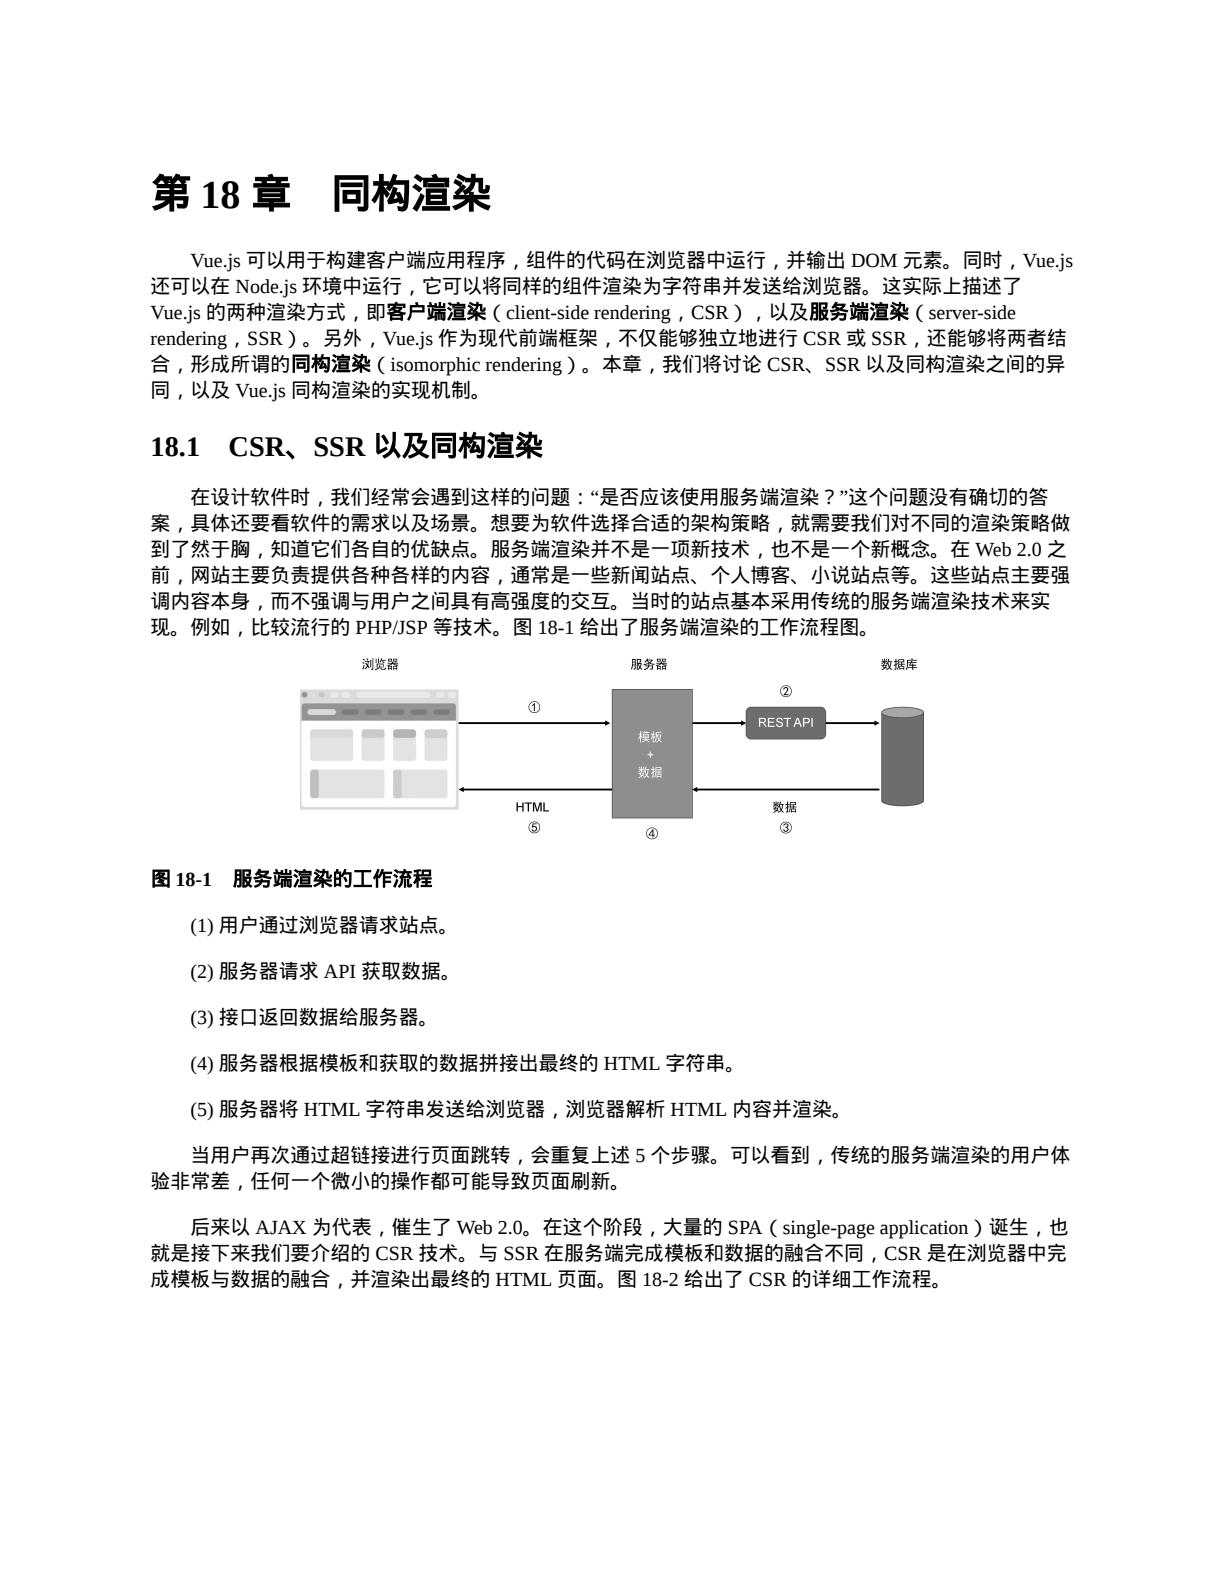 第 18 章　同构渲染
Vue.js 可以用于构建客户端应用程序，组件的代码在浏览器中运行，并输出 DOM 元素。同时，Vue.js
还可以在 Node.js 环境中运行，它可以将同样的组件渲染为字符串并发送给浏览器。这实际上描述了
Vue.js 的两种渲染方式，即客户端渲染（client-side rendering，CSR），以及服务端渲染（server-side
rendering，SSR）。另外，Vue.js 作为现代前端框架，不仅能够独立地进行 CSR 或 SSR，还能够将两者结
合，形成所谓的同构渲染（isomorphic rendering）。本章，我们将讨论 CSR、SSR 以及同构渲染之间的异
同，以及 Vue.js 同构渲染的实现机制。
18.1　CSR、SSR 以及同构渲染
在设计软件时，我们经常会遇到这样的问题：“是否应该使用服务端渲染？”这个问题没有确切的答
案，具体还要看软件的需求以及场景。想要为软件选择合适的架构策略，就需要我们对不同的渲染策略做
到了然于胸，知道它们各自的优缺点。服务端渲染并不是一项新技术，也不是一个新概念。在 Web 2.0 之
前，网站主要负责提供各种各样的内容，通常是一些新闻站点、个人博客、小说站点等。这些站点主要强
调内容本身，而不强调与用户之间具有高强度的交互。当时的站点基本采用传统的服务端渲染技术来实
现。例如，比较流行的 PHP/JSP 等技术。图 18-1 给出了服务端渲染的工作流程图。
浏览器 服务器 数据库
① ②
REST API
模板
+
数据
HTML 数据
⑤ ④ ③
图 18-1　服务端渲染的工作流程
(1) 用户通过浏览器请求站点。
(2) 服务器请求 API 获取数据。
(3) 接口返回数据给服务器。
(4) 服务器根据模板和获取的数据拼接出最终的 HTML 字符串。
(5) 服务器将 HTML 字符串发送给浏览器，浏览器解析 HTML 内容并渲染。
当用户再次通过超链接进行页面跳转，会重复上述 5 个步骤。可以看到，传统的服务端渲染的用户体
验非常差，任何一个微小的操作都可能导致页面刷新。
后来以 AJAX 为代表，催生了 Web 2.0。在这个阶段，大量的 SPA（single-page application）诞生，也
就是接下来我们要介绍的 CSR 技术。与 SSR 在服务端完成模板和数据的融合不同，CSR 是在浏览器中完
成模板与数据的融合，并渲染出最终的 HTML 页面。图 18-2 给出了 CSR 的详细工作流程。